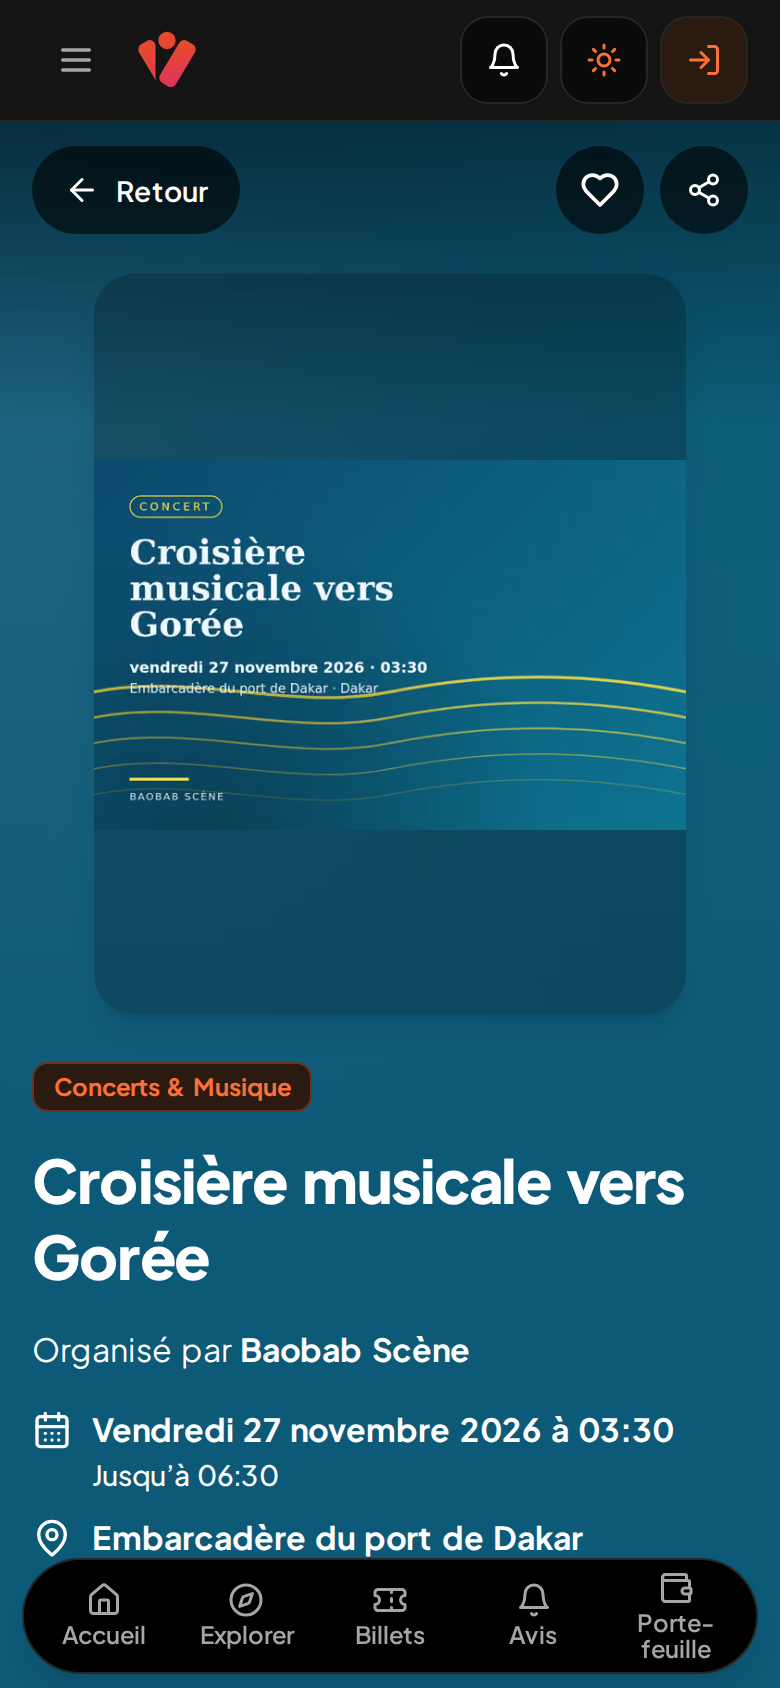 Retour
CONCERT
Croisière
musicale vers
Gorée
vendredi 27 novembre 2026 · 03:30
Embarcadère du port de Dakar · Dakar
BAOBAB SCÈNE
Concerts & Musique
Croisière musicale vers
Gorée
Organisé par Baobab Scène
Vendredi 27 novembre 2026 à 03:30
Jusqu’à 06:30
Embarcadère du port de Dakar
Accueil
Explorer
Billets
Avis
Porte-
feuille